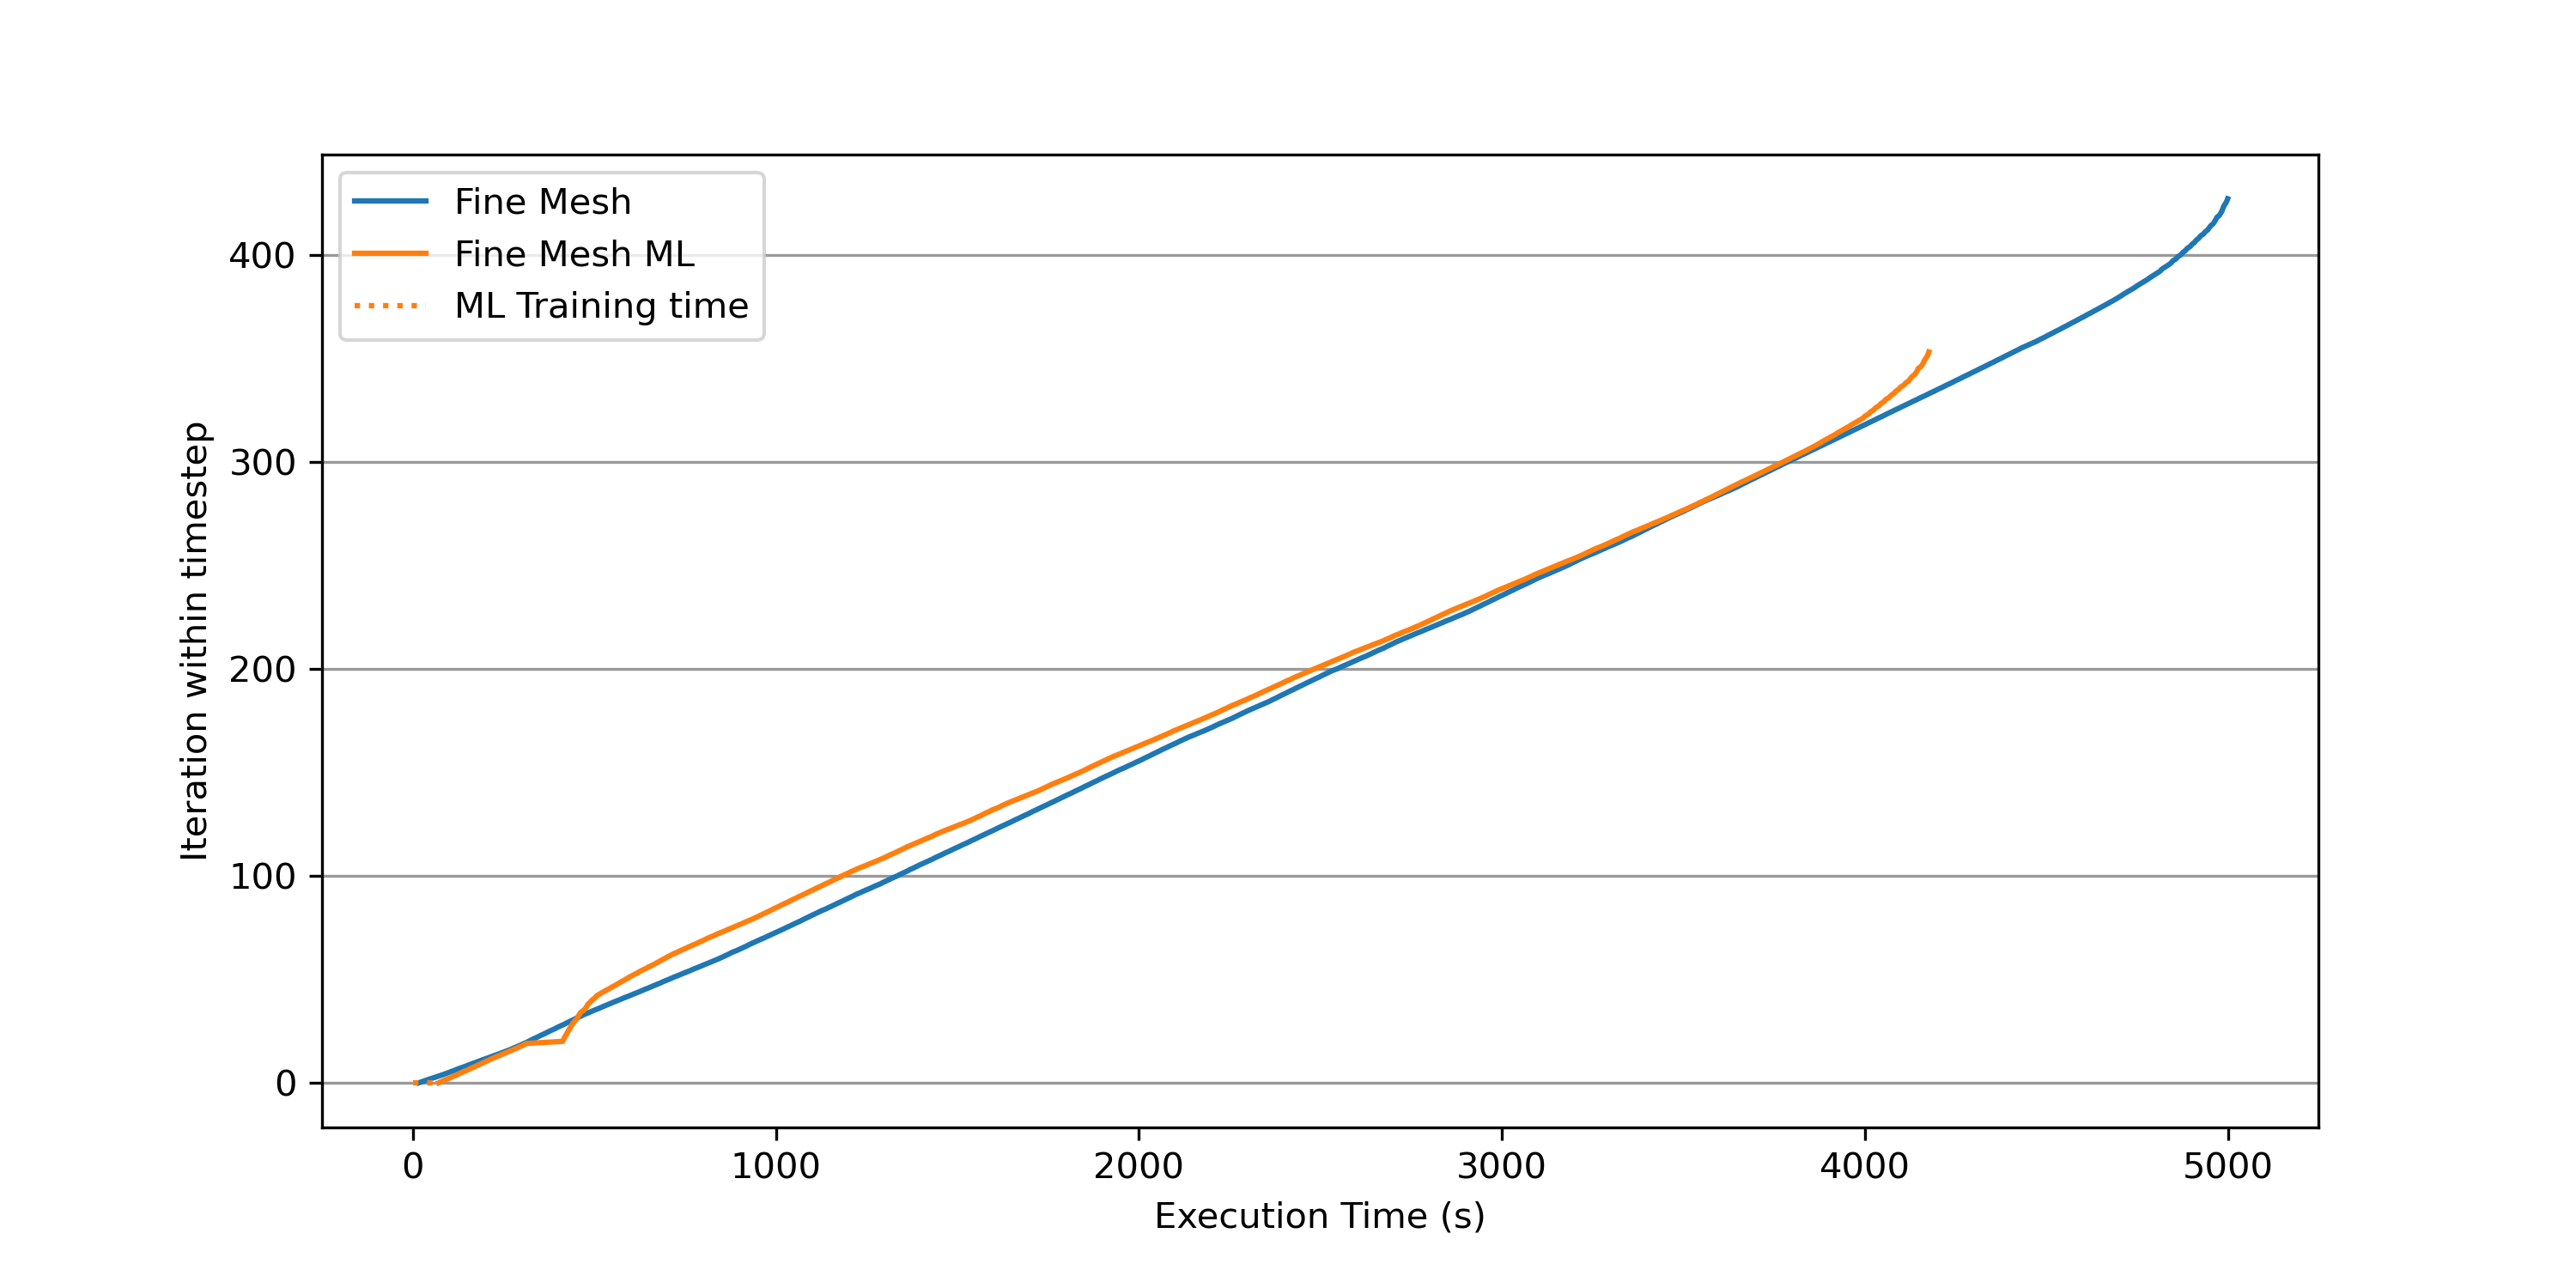 Fine Mesh
Fine Mesh ML
ML Training time
400
300
200
100
0
Iteration within timestep
0 1000 2000 3000 4000 5000
Execution Time (s)